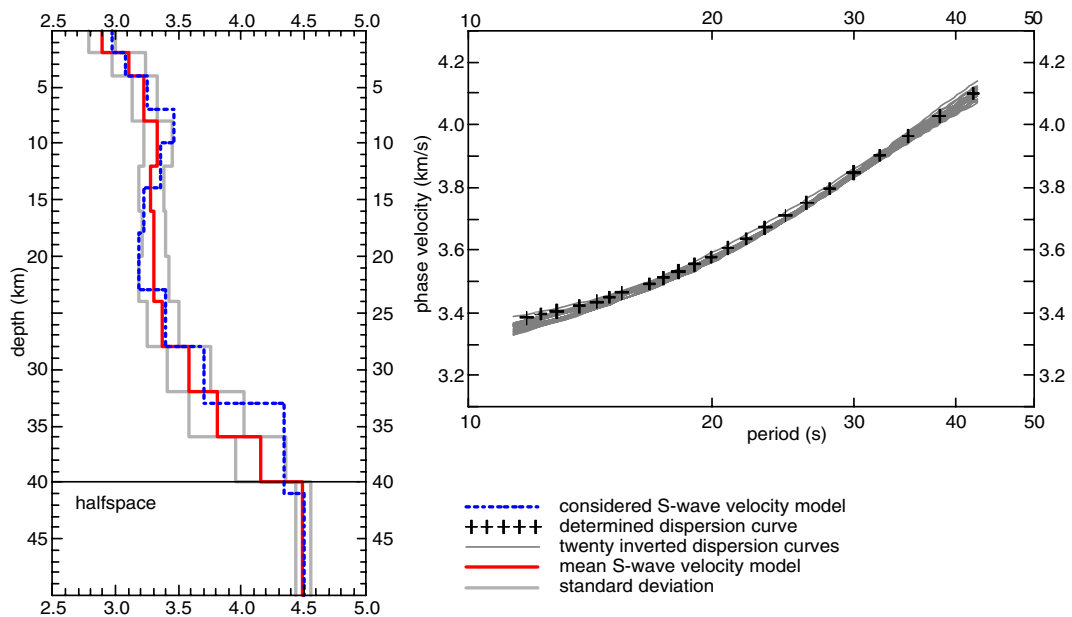 2.5 3.0 3.5 4.0 4.5 5.0
5 5
10 10
15 15
20 20
25 25
30 30
35 35
40 40
45 45
2.5 3.0 3.5 4.0 4.5 5.0
depth (km)
halfspace
10 20 30 40 50
4.2 4.2
4.0 4.0
3.8 3.8
3.6 3.6
3.4 3.4
3.2 3.2
10 20 30 40 50
phase velocity (km/s)
period (s)
considered S-wave velocity model
determined dispersion curve
twenty inverted dispersion curves
mean S-wave velocity model
standard deviation